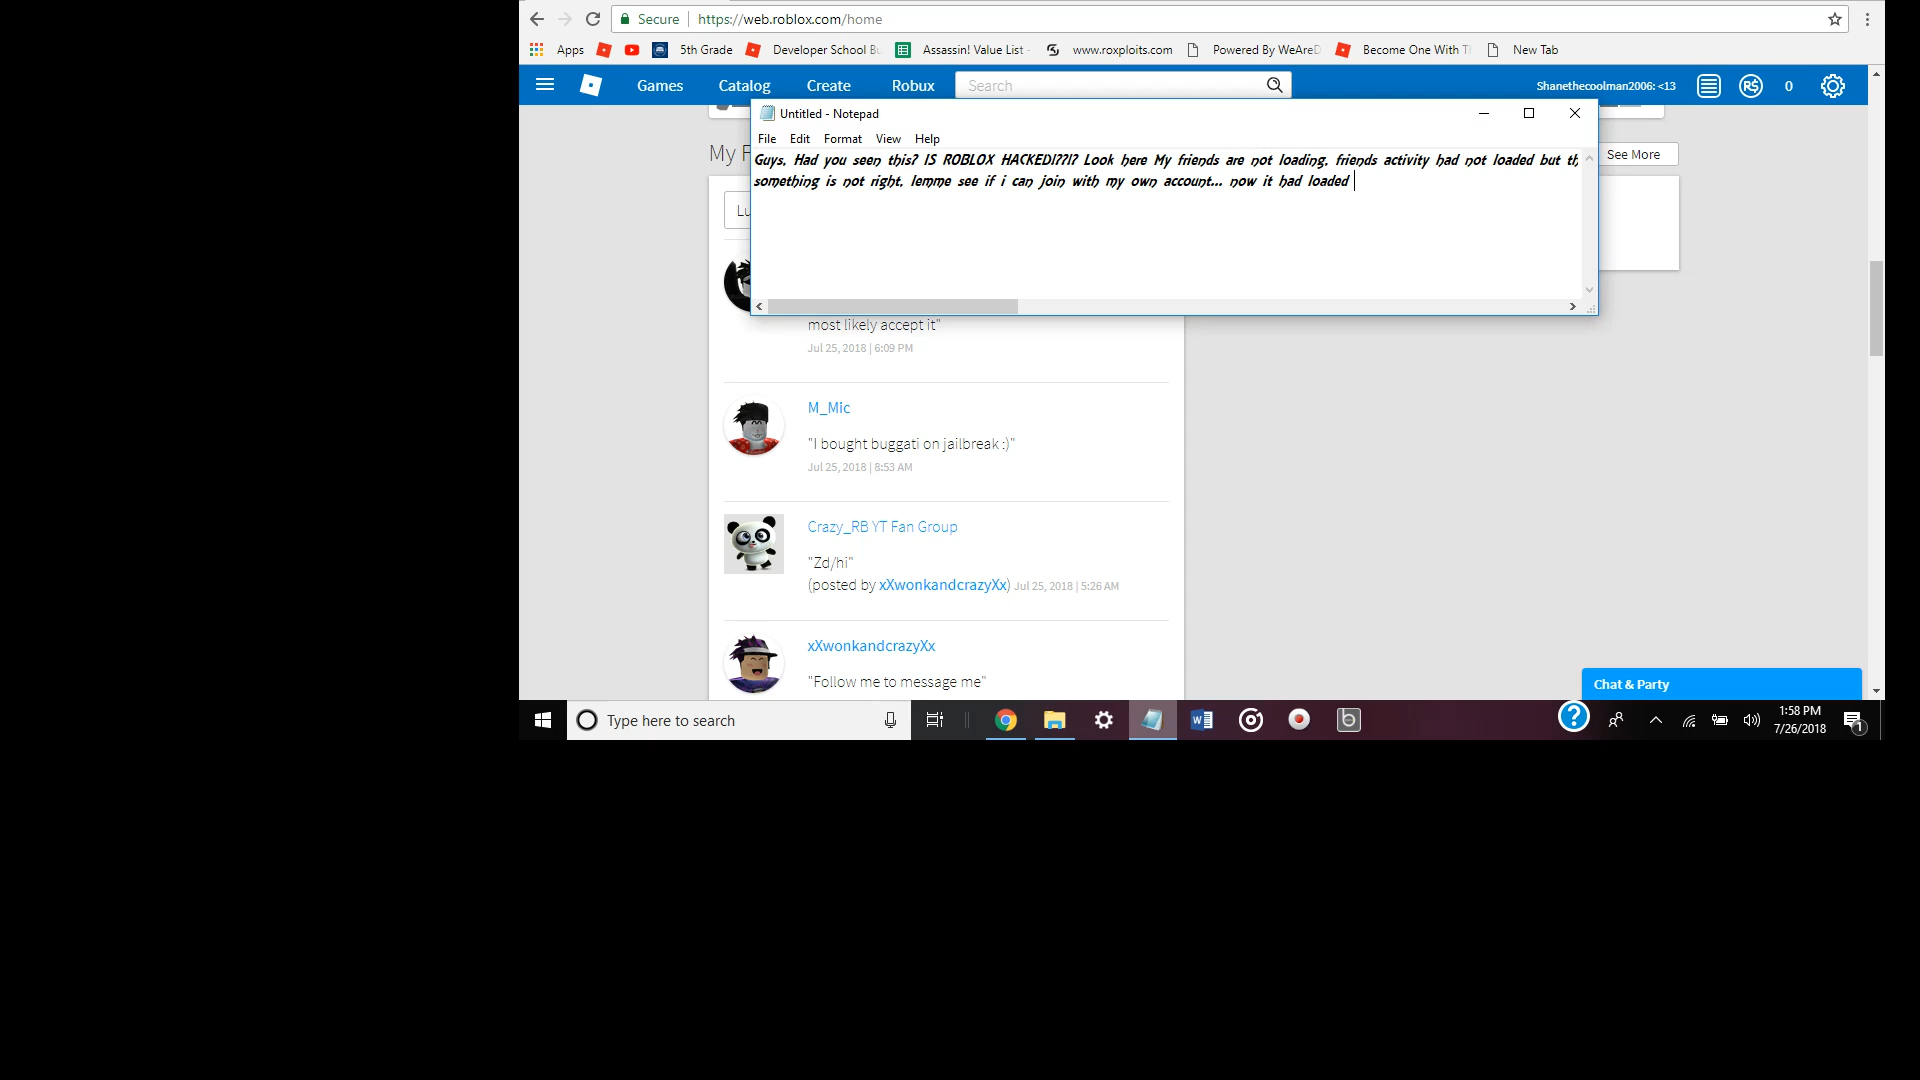 Secure | https://web.roblox.com/home
Apps 5th Grade Developer School Assassin! Value List www.roxploits.com Powered By WeAre Become One With New Tab
Games Catalog Create Robux Search Shanethecoolman2006: <13 R$ 0
Untitled - Notepad
File Edit Format View Help
My
See More
Guys, Had you seen this? IS ROBLOX HACKED!??!? Look here My friends are not loading, friends activity had not loaded but
something is not right, lemme see if i can join with my own account... now it had loaded
most likely accept it"
Jul 25, 2018 | 6:09 PM
M_Mic
"I bought buggati on jailbreak :)"
Jul 25, 2018 | 8:53 AM
Crazy_RB YT Fan Group
"Zd/hi"
(posted by xXwonkandcrazyXx) Jul 25, 2018 | 5:26 AM
xXwonkandcrazyXx
"Follow me to message me"
Chat & Party
Type here to search
1:58 PM
7/26/2018
1